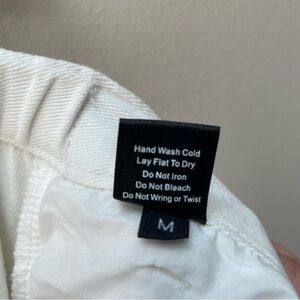 Hand Wash Cold
Lay Flat To Dry
Do Not Iron
Do Not Bleach
Do Not Wring or Twist
M